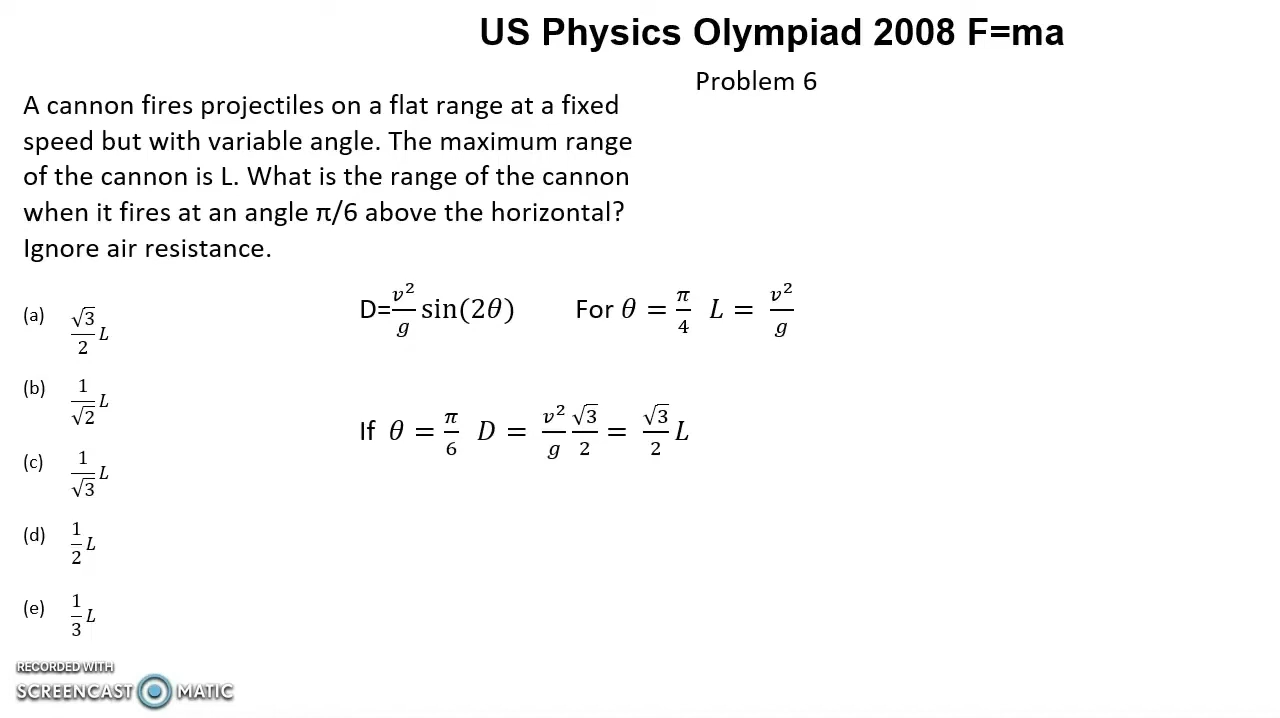 US Physics Olympiad 2008 F=ma
Problem 6
A cannon fires projectiles on a flat range at a fixed
speed but with variable angle. The maximum range
of the cannon is L. What is the range of the cannon
when it fires at an angle π/6 above the horizontal?
Ignore air resistance.
(a) √3/2 L
(b) 1/√2 L
(c) 1/√3 L
(d) 1/2 L
(e) 1/3 L
D=v²/g sin(2θ) For θ = π/4 L = v²/g
If θ = π/6 D = v²/g √3/2 = √3/2 L
RECORDED WITH
SCREENCAST MATIC